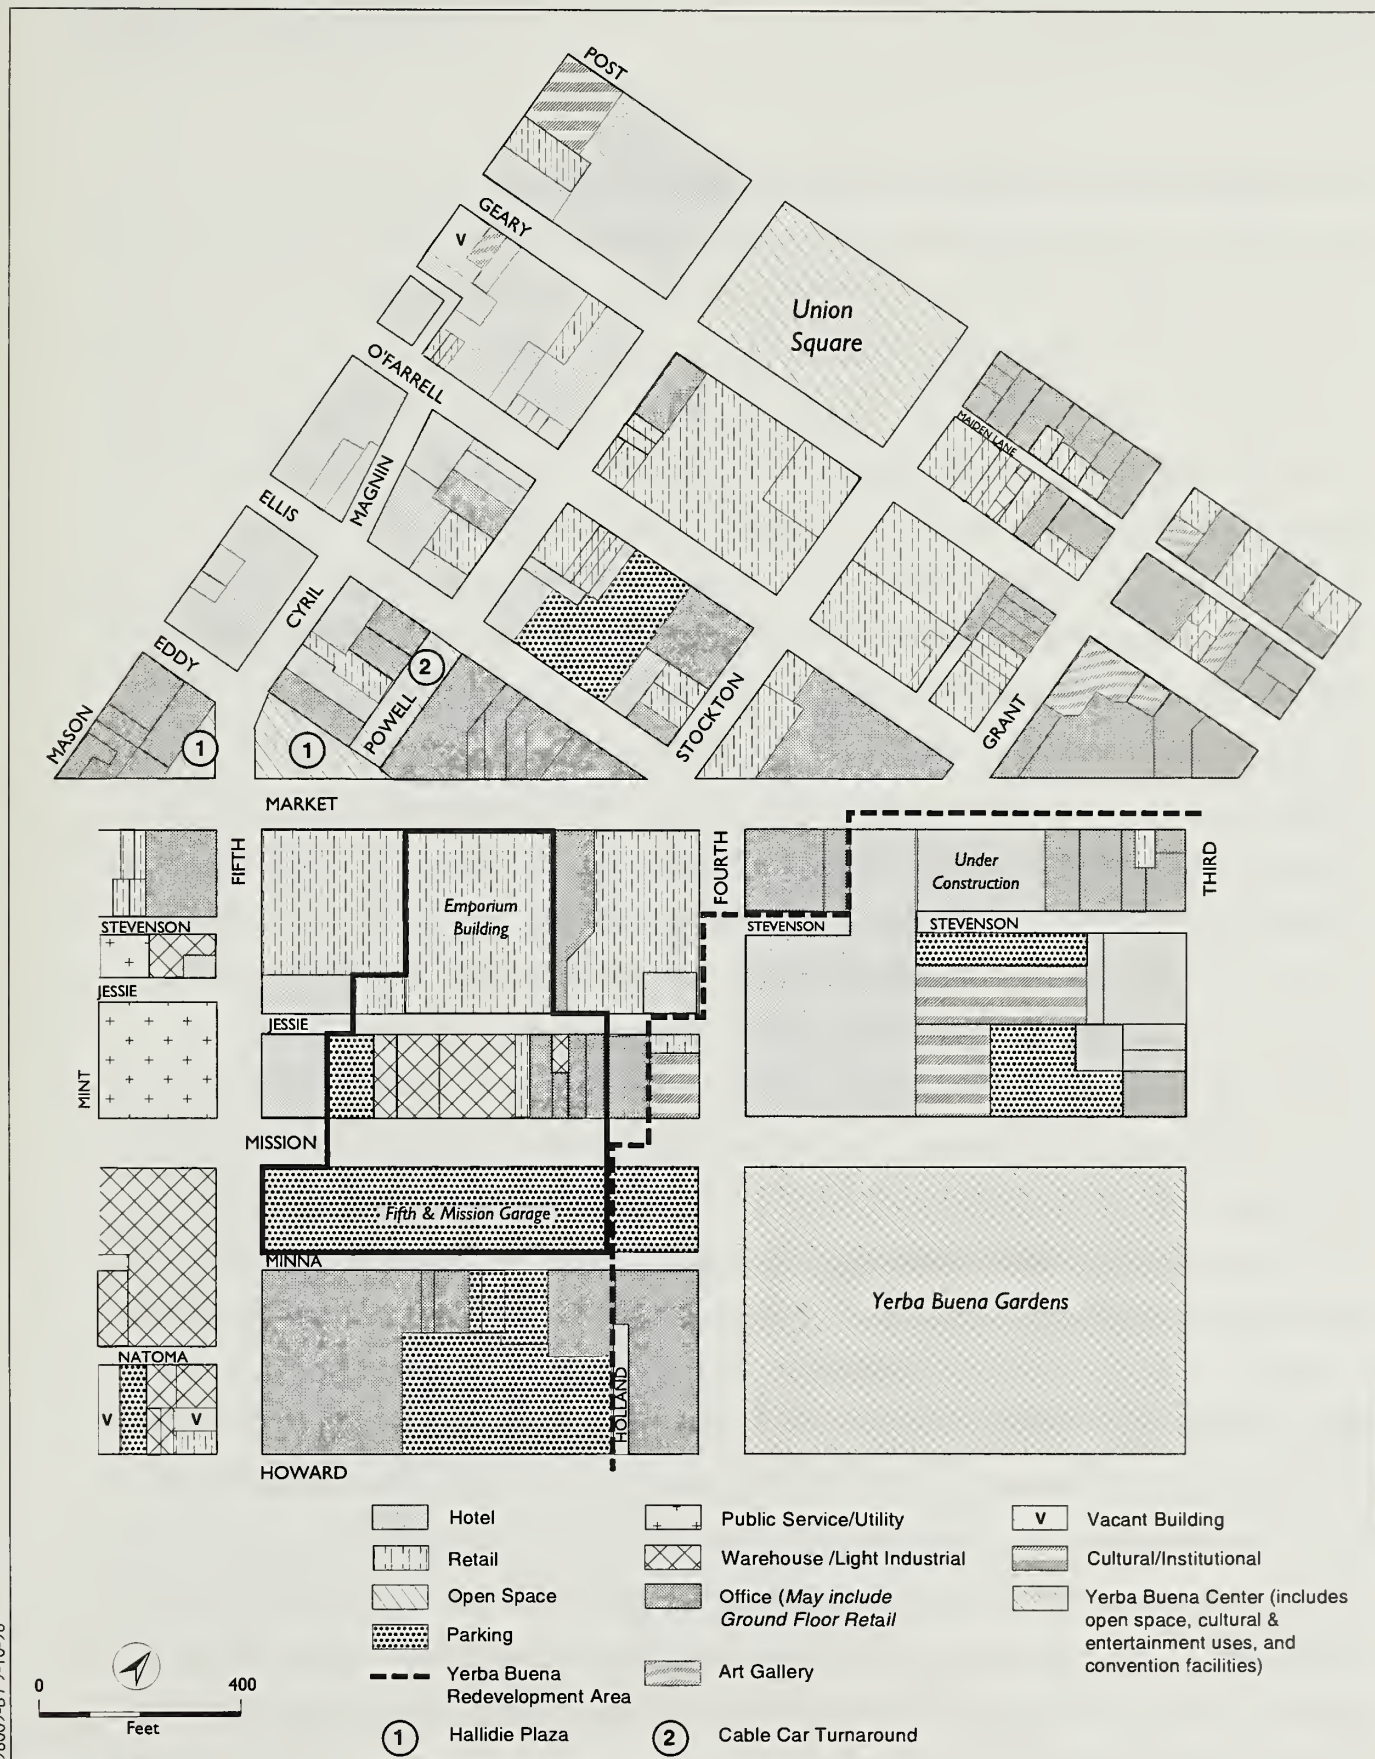 POST
GEARY
V
Union
Square
O'FARRELL
MAIDEN LANE
MAGNIN
ELLIS
CYRIL
EDDY
2
POWELL
STOCKTON
GRANT
MASON
1
1
MARKET
FIFTH
FOURTH
THIRD
Under
Construction
Emporium
Building
STEVENSON
STEVENSON
STEVENSON
JESSIE
JESSIE
MINT
MISSION
Fifth & Mission Garage
MINNA
Yerba Buena Gardens
NATOMA
V
V
HOLLAND
HOWARD
Hotel
Retail
Open Space
Parking
Yerba Buena
Redevelopment Area
1 Hallidie Plaza
Public Service/Utility
Warehouse /Light Industrial
Office (May include
Ground Floor Retail
Art Gallery
2 Cable Car Turnaround
V Vacant Building
Cultural/Institutional
Yerba Buena Center (includes
open space, cultural &
entertainment uses, and
convention facilities)
0 400
Feet